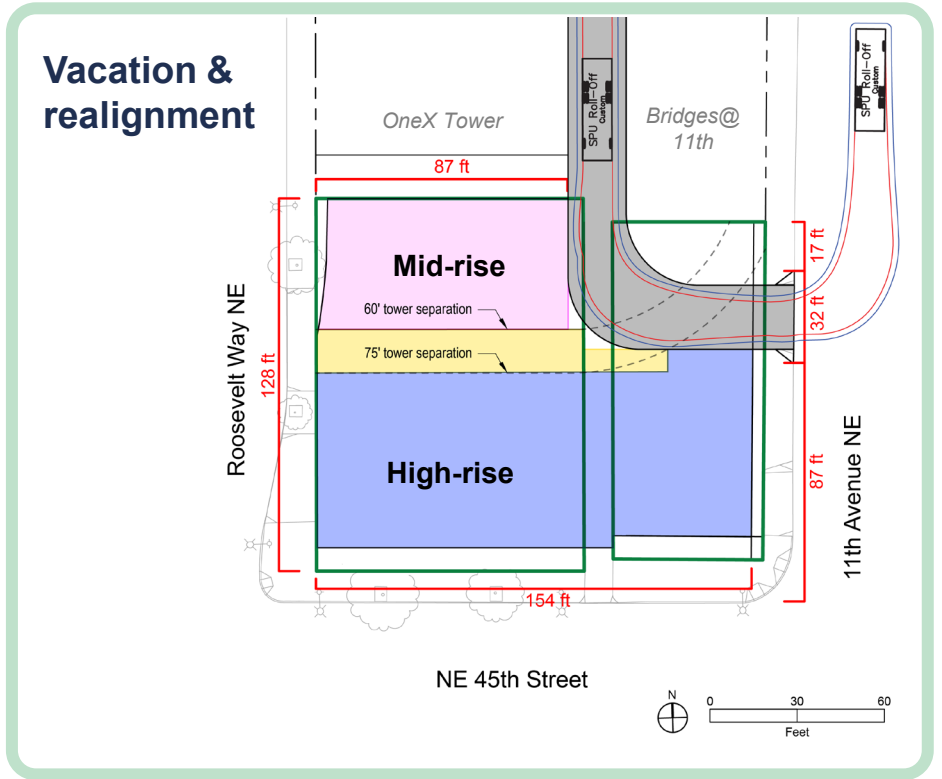 Vacation &
realignment
OneX Tower
Bridges@
11th
SPU Roll-Off
Custom
SPU Roll-Off
Custom
87 ft
17 ft
32 ft
87 ft
128 ft
154 ft
Mid-rise
60' tower separation
75' tower separation
High-rise
Roosevelt Way NE
11th Avenue NE
NE 45th Street
N
0 30 60
Feet